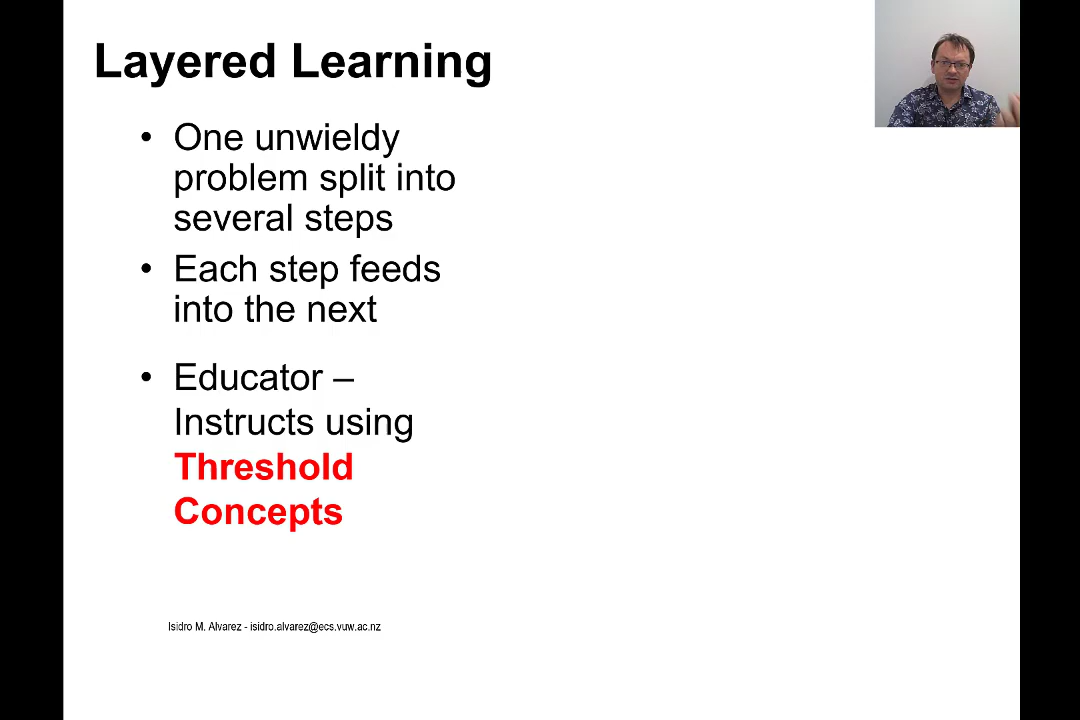 Layered Learning
• One unwieldy
problem split into
several steps
• Each step feeds
into the next
• Educator –
Instructs using
Threshold
Concepts
Isidro M. Alvarez - isidro.alvarez@ecs.vuw.ac.nz